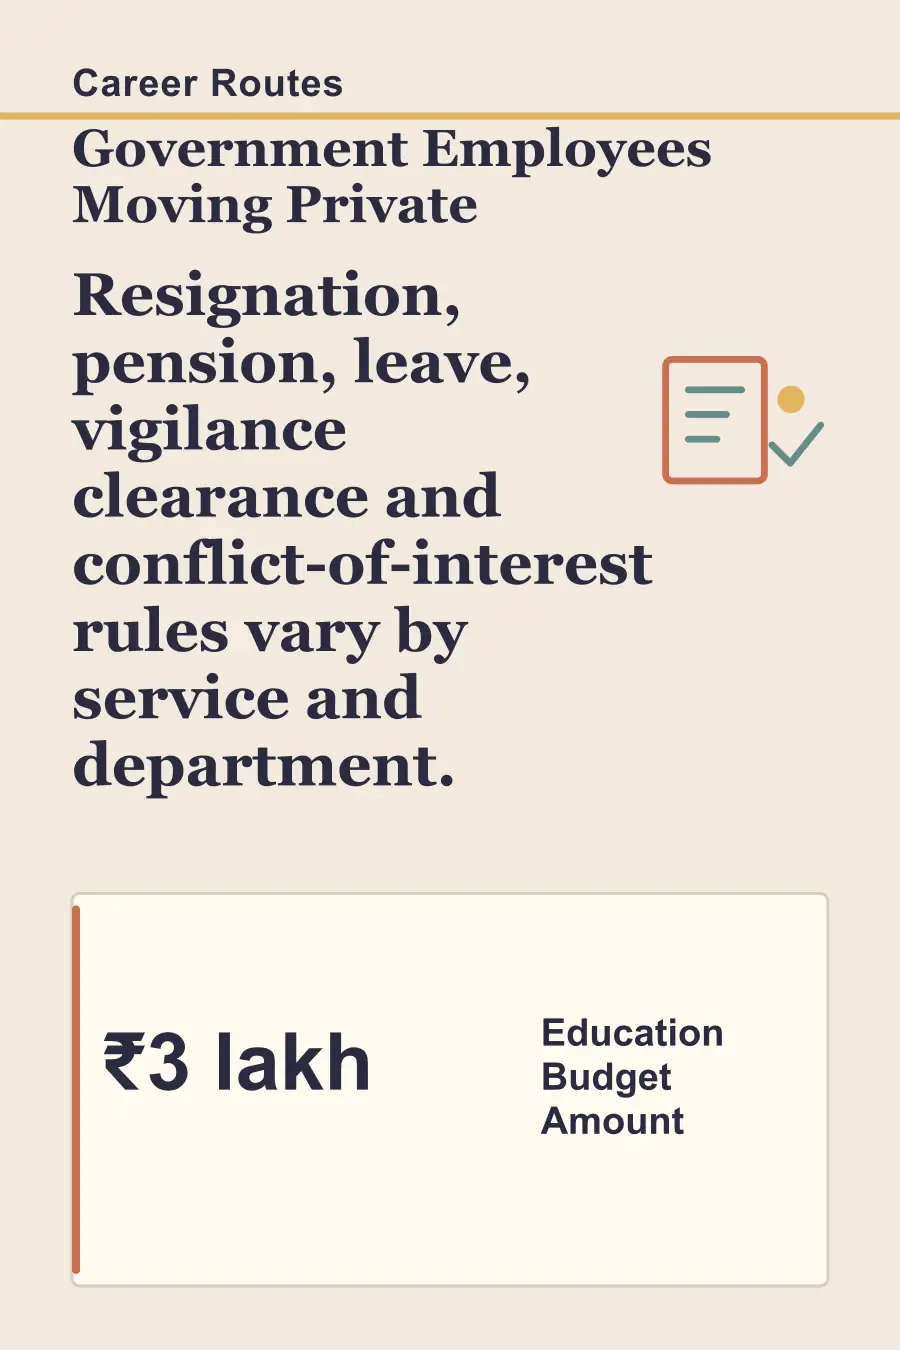 Career Routes
Government Employees
Moving Private
Resignation,
pension, leave,
vigilance
clearance and
conflict-of-interest
rules vary by
service and
department.
₹3 lakh
Education
Budget
Amount